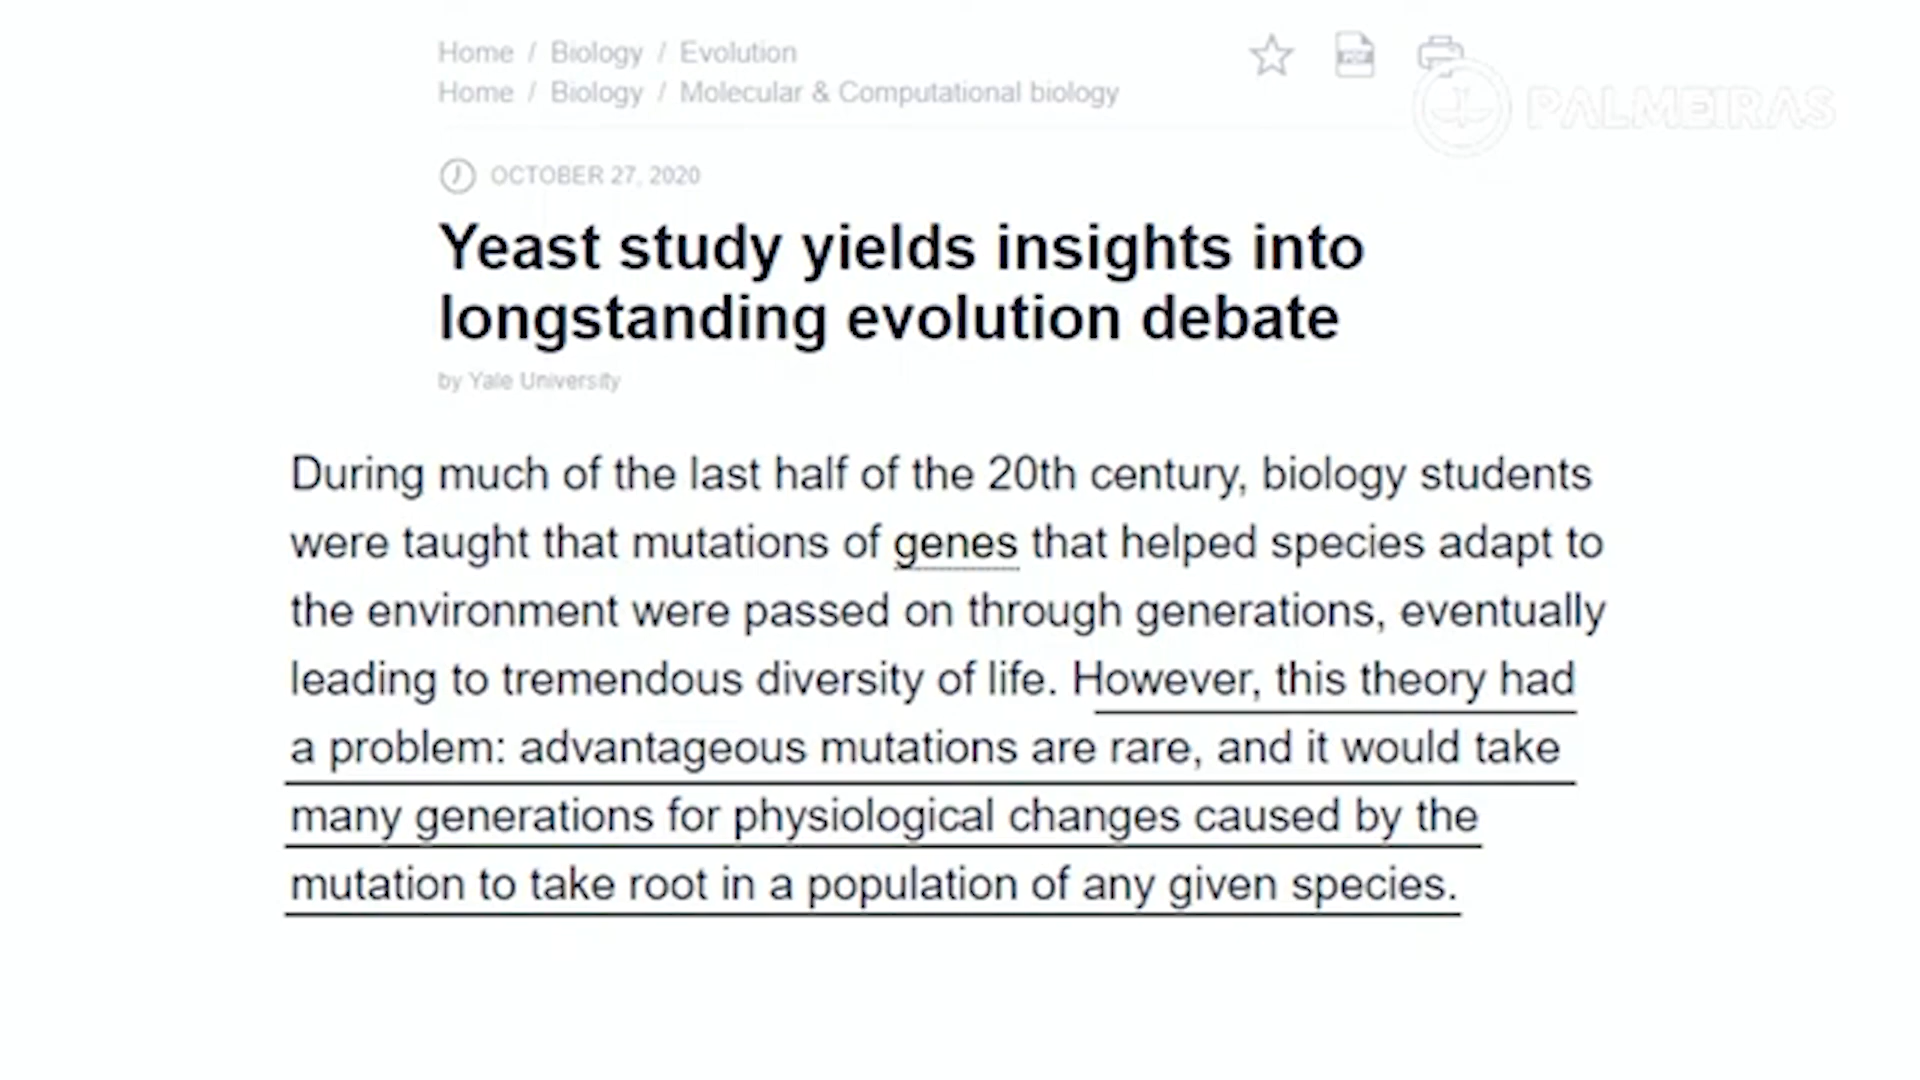 Home / Biology / Evolution
Home / Biology / Molecular & Computational biology
PDF
PALMEIRAS
OCTOBER 27, 2020
Yeast study yields insights into
longstanding evolution debate
by Yale University
During much of the last half of the 20th century, biology students
were taught that mutations of genes that helped species adapt to
the environment were passed on through generations, eventually
leading to tremendous diversity of life. However, this theory had
a problem: advantageous mutations are rare, and it would take
many generations for physiological changes caused by the
mutation to take root in a population of any given species.